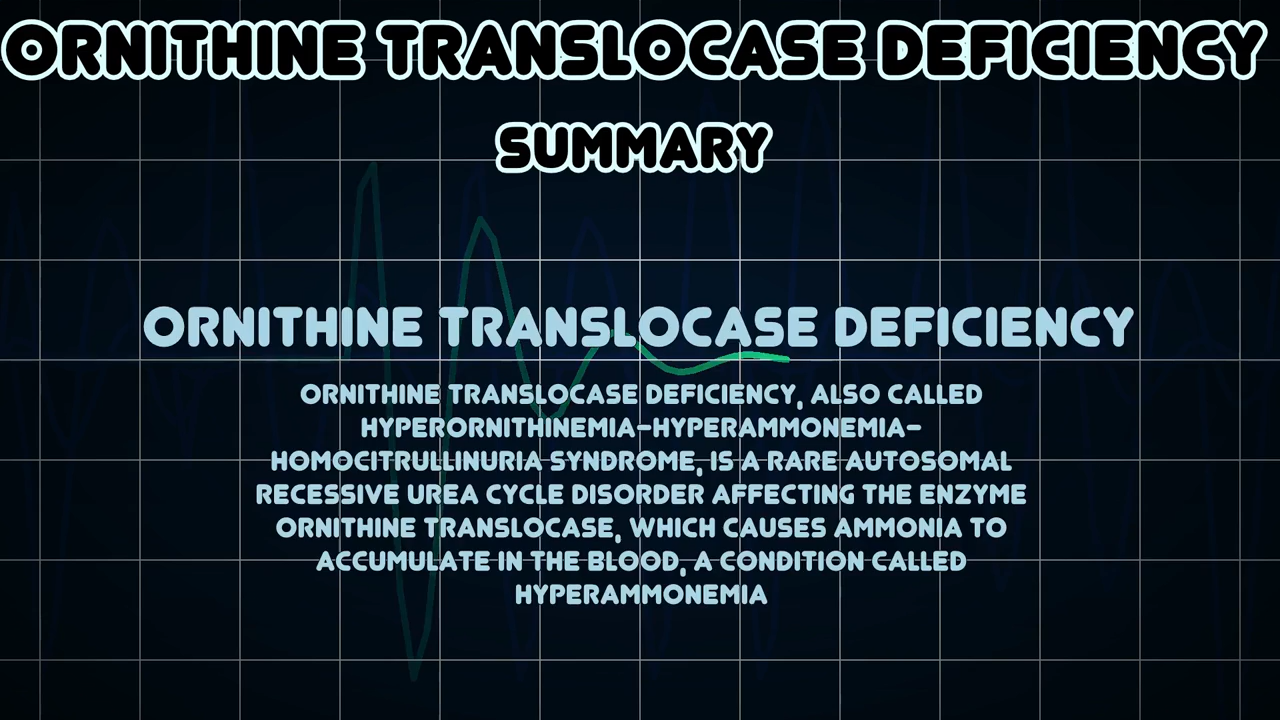 ORNITHINE TRANSLOCASE DEFICIENCY
SUMMARY
ORNITHINE TRANSLOCASE DEFICIENCY
ORNITHINE TRANSLOCASE DEFICIENCY, ALSO CALLED
HYPERORNITHINEMIA-HYPERAMMONEMIA-
HOMOCITRULLINURIA SYNDROME, IS A RARE AUTOSOMAL
RECESSIVE UREA CYCLE DISORDER AFFECTING THE ENZYME
ORNITHINE TRANSLOCASE, WHICH CAUSES AMMONIA TO
ACCUMULATE IN THE BLOOD, A CONDITION CALLED
HYPERAMMONEMIA